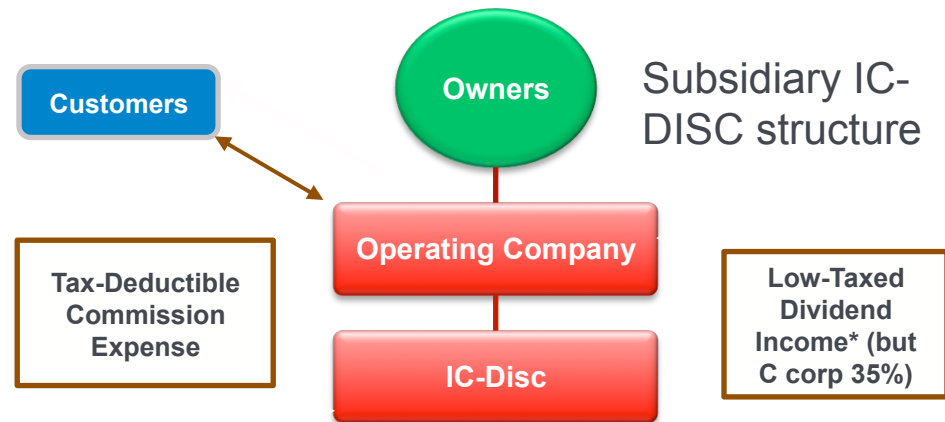 Customers
Owners
Subsidiary IC-
DISC structure
Operating Company
Tax-Deductible
Commission
Expense
Low-Taxed
Dividend
Income* (but
C corp 35%)
IC-Disc